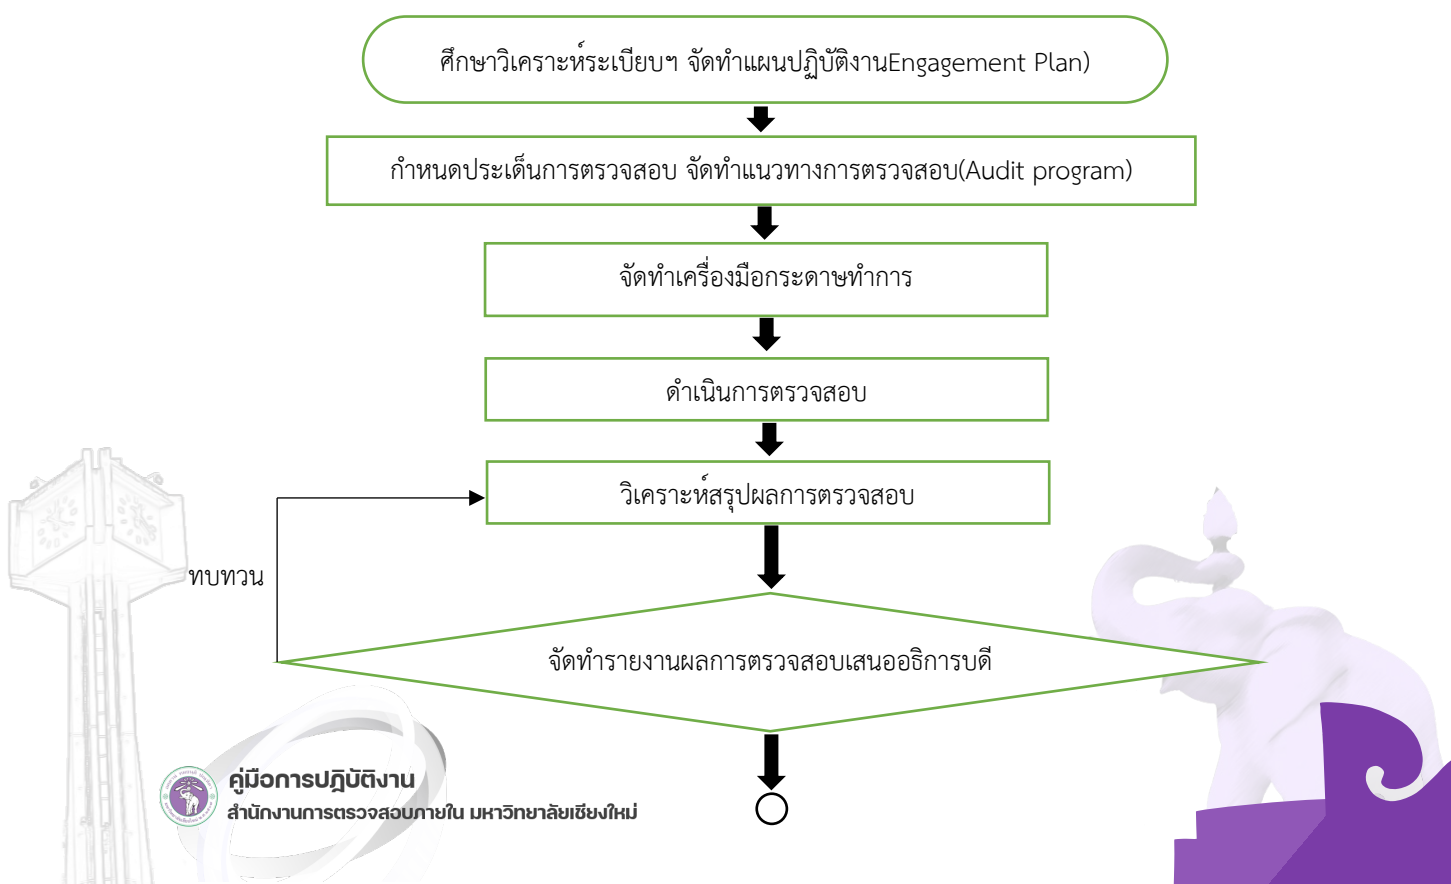 ศึกษาวิเคราะห์ระเบียบฯ จัดทำแผนปฏิบัติงานEngagement Plan)
กำหนดประเด็นการตรวจสอบ จัดทำแนวทางการตรวจสอบ(Audit program)
จัดทำเครื่องมือกระดาษทำการ
ดำเนินการตรวจสอบ
วิเคราะห์สรุปผลการตรวจสอบ
ทบทวน
จัดทำรายงานผลการตรวจสอบเสนออธิการบดี
คู่มือการปฏิบัติงาน
สำนักงานการตรวจสอบภายใน มหาวิทยาลัยเชียงใหม่